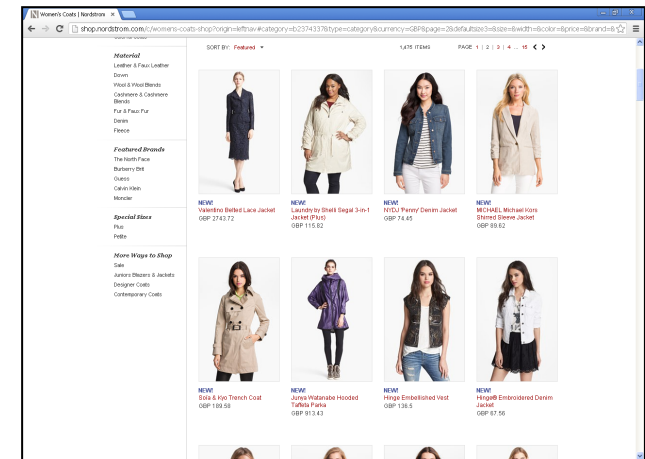 Women's Coats | Nordstrom
shop.nordstrom.com/c/womens-coats-shop?origin=leftnav#category=b2374337&type=category&currency=GBP&page=2&defaultsize3=&size=&width=&color=&price=&brand=&
SORT BY: Featured
1,475 ITEMS
PAGE 1 | 2 | 3 | 4 ... 15
Material
Leather & Faux Leather
Down
Wool & Wool Blends
Cashmere & Cashmere
Blends
Fur & Faux Fur
Denim
Fleece
Featured Brands
The North Face
Burberry Brit
Guess
Calvin Klein
Moncler
Special Sizes
Plus
Petite
More Ways to Shop
Sale
Juniors Blazers & Jackets
Designer Coats
Contemporary Coats
NEW!
Valentino Belted Lace Jacket
GBP 2743.72
NEW!
Laundry by Shelli Segal 3-in-1
Jacket (Plus)
GBP 115.82
NEW!
NYDJ 'Penny' Denim Jacket
GBP 74.45
NEW!
MICHAEL Michael Kors
Shirred Sleeve Jacket
GBP 89.62
NEW!
Soia & Kyo Trench Coat
GBP 189.58
NEW!
Junya Watanabe Hooded
Taffeta Parka
GBP 913.43
NEW!
Hinge Embellished Vest
GBP 136.5
NEW!
Hinge® Embroidered Denim
Jacket
GBP 67.56